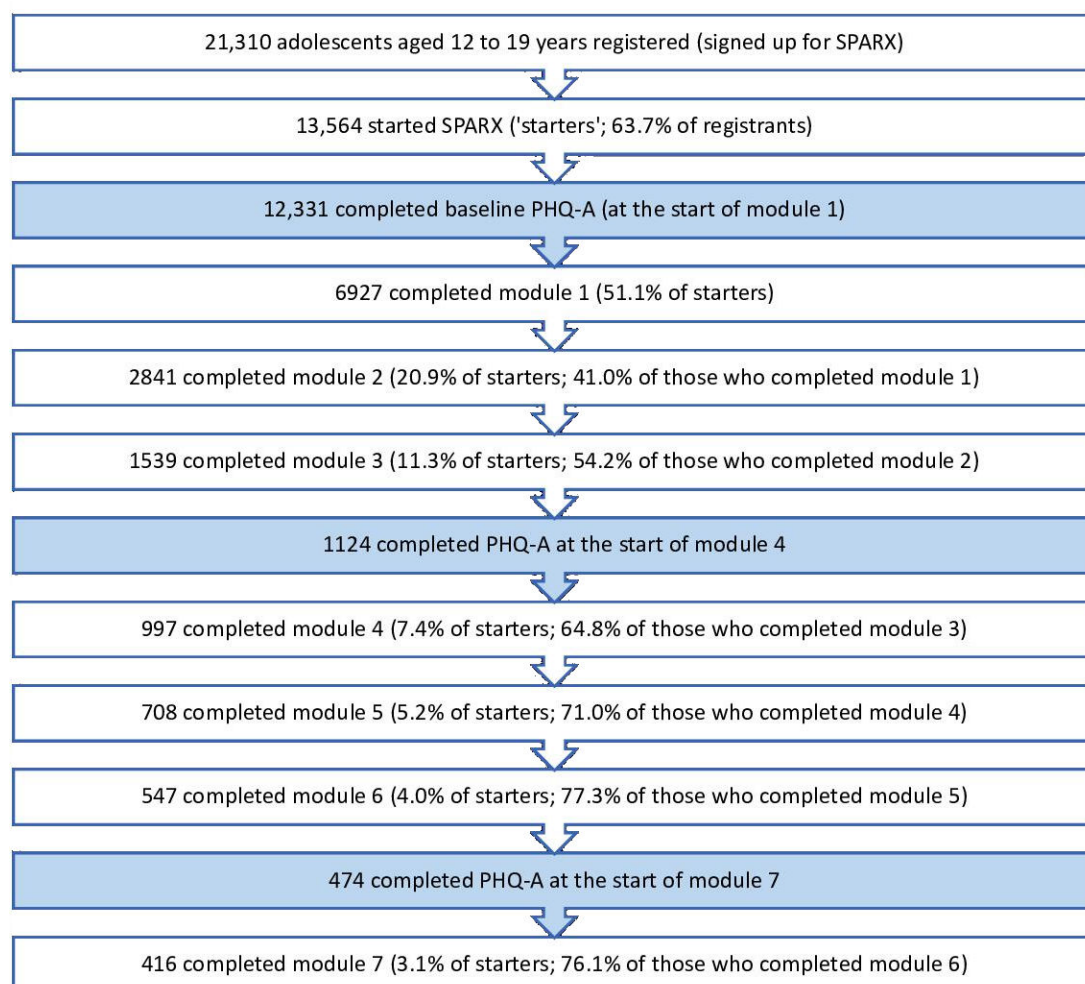 21,310 adolescents aged 12 to 19 years registered (signed up for SPARX)
13,564 started SPARX ('starters'; 63.7% of registrants)
12,331 completed baseline PHQ-A (at the start of module 1)
6927 completed module 1 (51.1% of starters)
2841 completed module 2 (20.9% of starters; 41.0% of those who completed module 1)
1539 completed module 3 (11.3% of starters; 54.2% of those who completed module 2)
1124 completed PHQ-A at the start of module 4
997 completed module 4 (7.4% of starters; 64.8% of those who completed module 3)
708 completed module 5 (5.2% of starters; 71.0% of those who completed module 4)
547 completed module 6 (4.0% of starters; 77.3% of those who completed module 5)
474 completed PHQ-A at the start of module 7
416 completed module 7 (3.1% of starters; 76.1% of those who completed module 6)